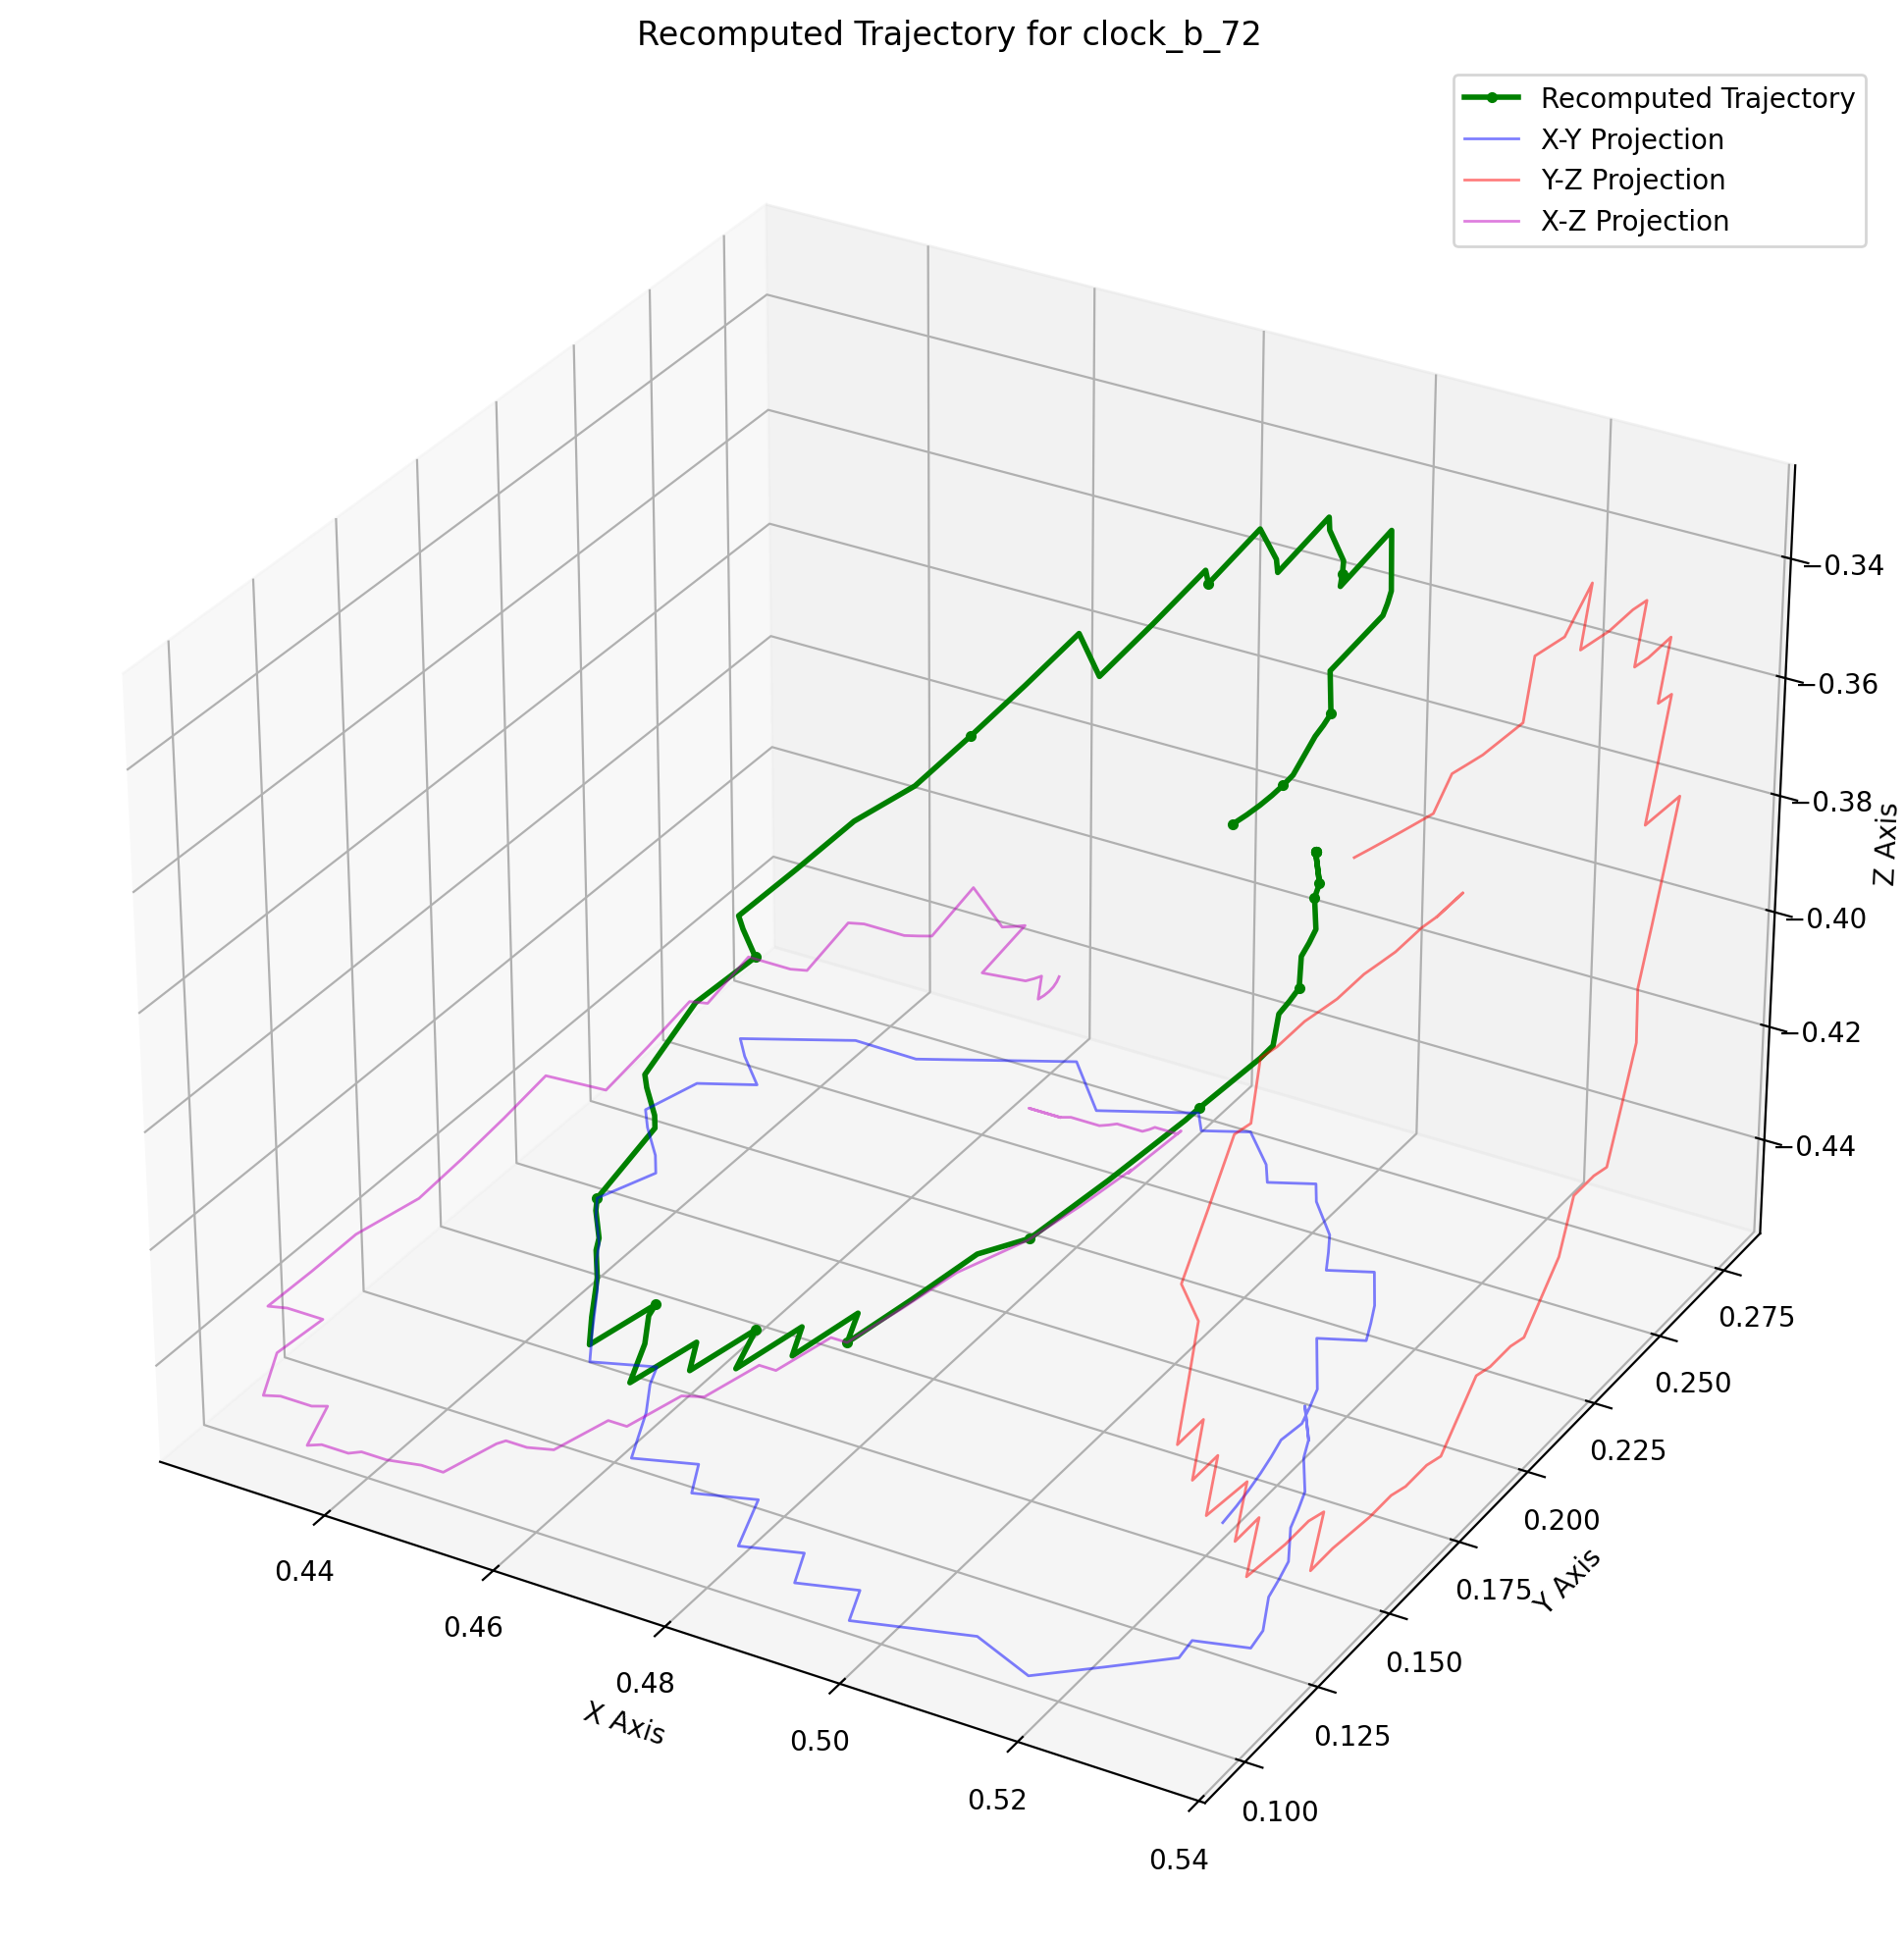 Recomputed Trajectory for clock_b_72
Recomputed Trajectory
X-Y Projection
Y-Z Projection
X-Z Projection
−0.34
−0.36
−0.38
−0.40
−0.42
−0.44
Z Axis
0.275
0.250
0.225
0.200
0.175
0.150
0.125
0.100
Y Axis
0.44
0.46
0.48
0.50
0.52
0.54
X Axis